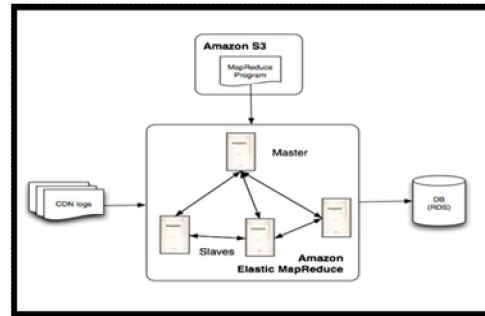 Amazon S3
MapReduce
Program
Master
CDN logs
DB
(RDS)
Slaves
Amazon
Elastic MapReduce